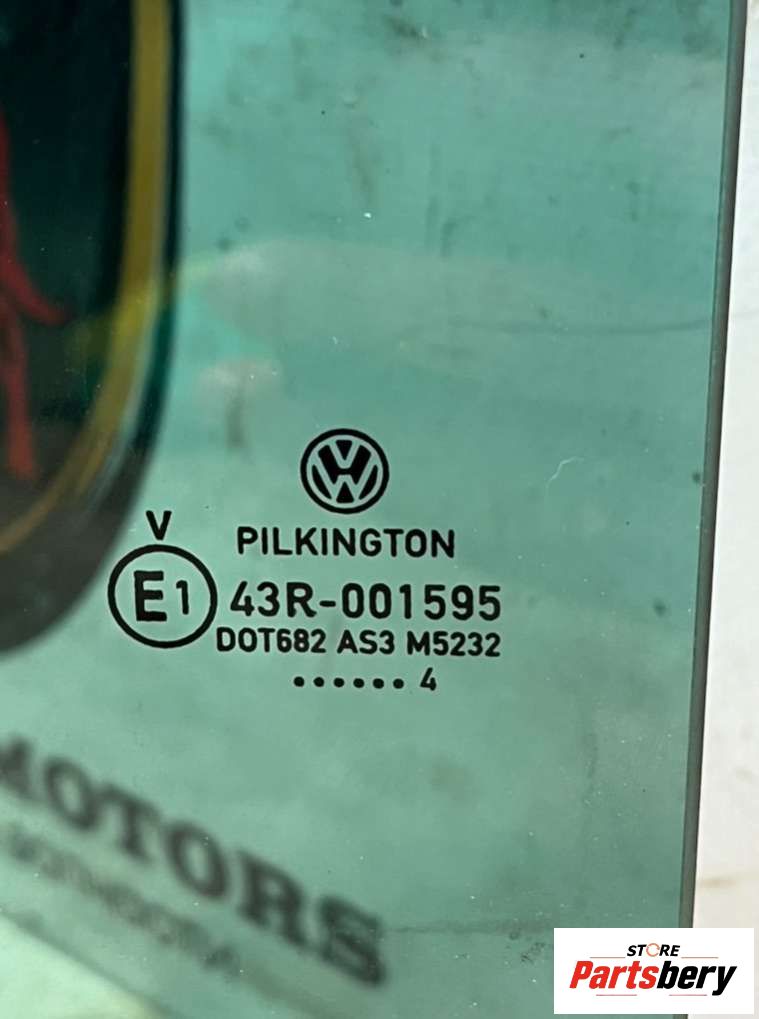 V
PILKINGTON
E1 43R-001595
DOT682 AS3 M5232
...... 4
MOTORS
STORE
Partsbery